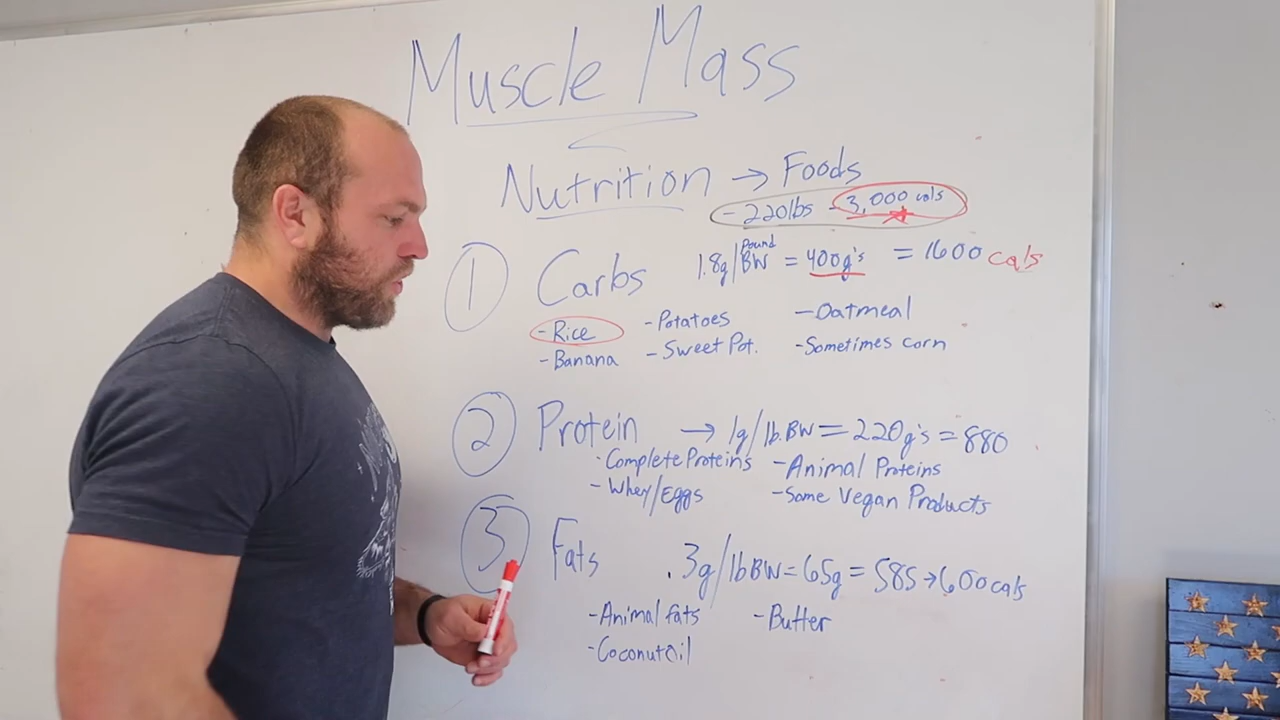 Muscle Mass
Nutrition → Foods
- 220lbs - 3,000 cals
① Carbs 1.8g/pound BW = 400g's = 1600 cals
- Rice - Potatoes - Oatmeal
- Banana - Sweet Pot. - Sometimes corn
② Protein → 1g/lb.BW = 220g's = 880
· Complete Proteins - Animal Proteins
- Whey/Eggs - Some Vegan Products
③ Fats .3g/lb BW = 65g = 585 → 600 cals
- Animal fats - Butter
- Coconut Oil